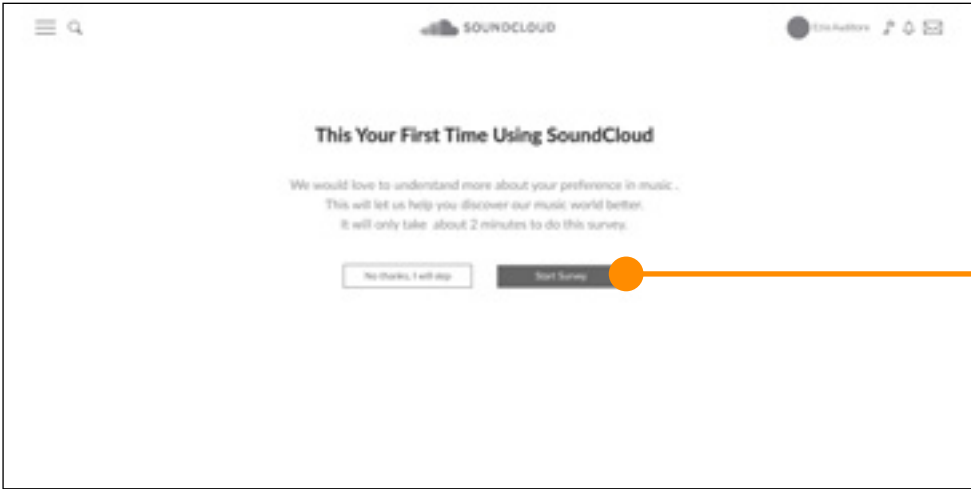 SOUNDCLOUD
Ezio Auditore
This Your First Time Using SoundCloud
We would love to understand more about your preference in music .
This will let us help you discover our music world better.
It will only take about 2 minutes to do this survey.
No thanks, I will skip
Start Survey